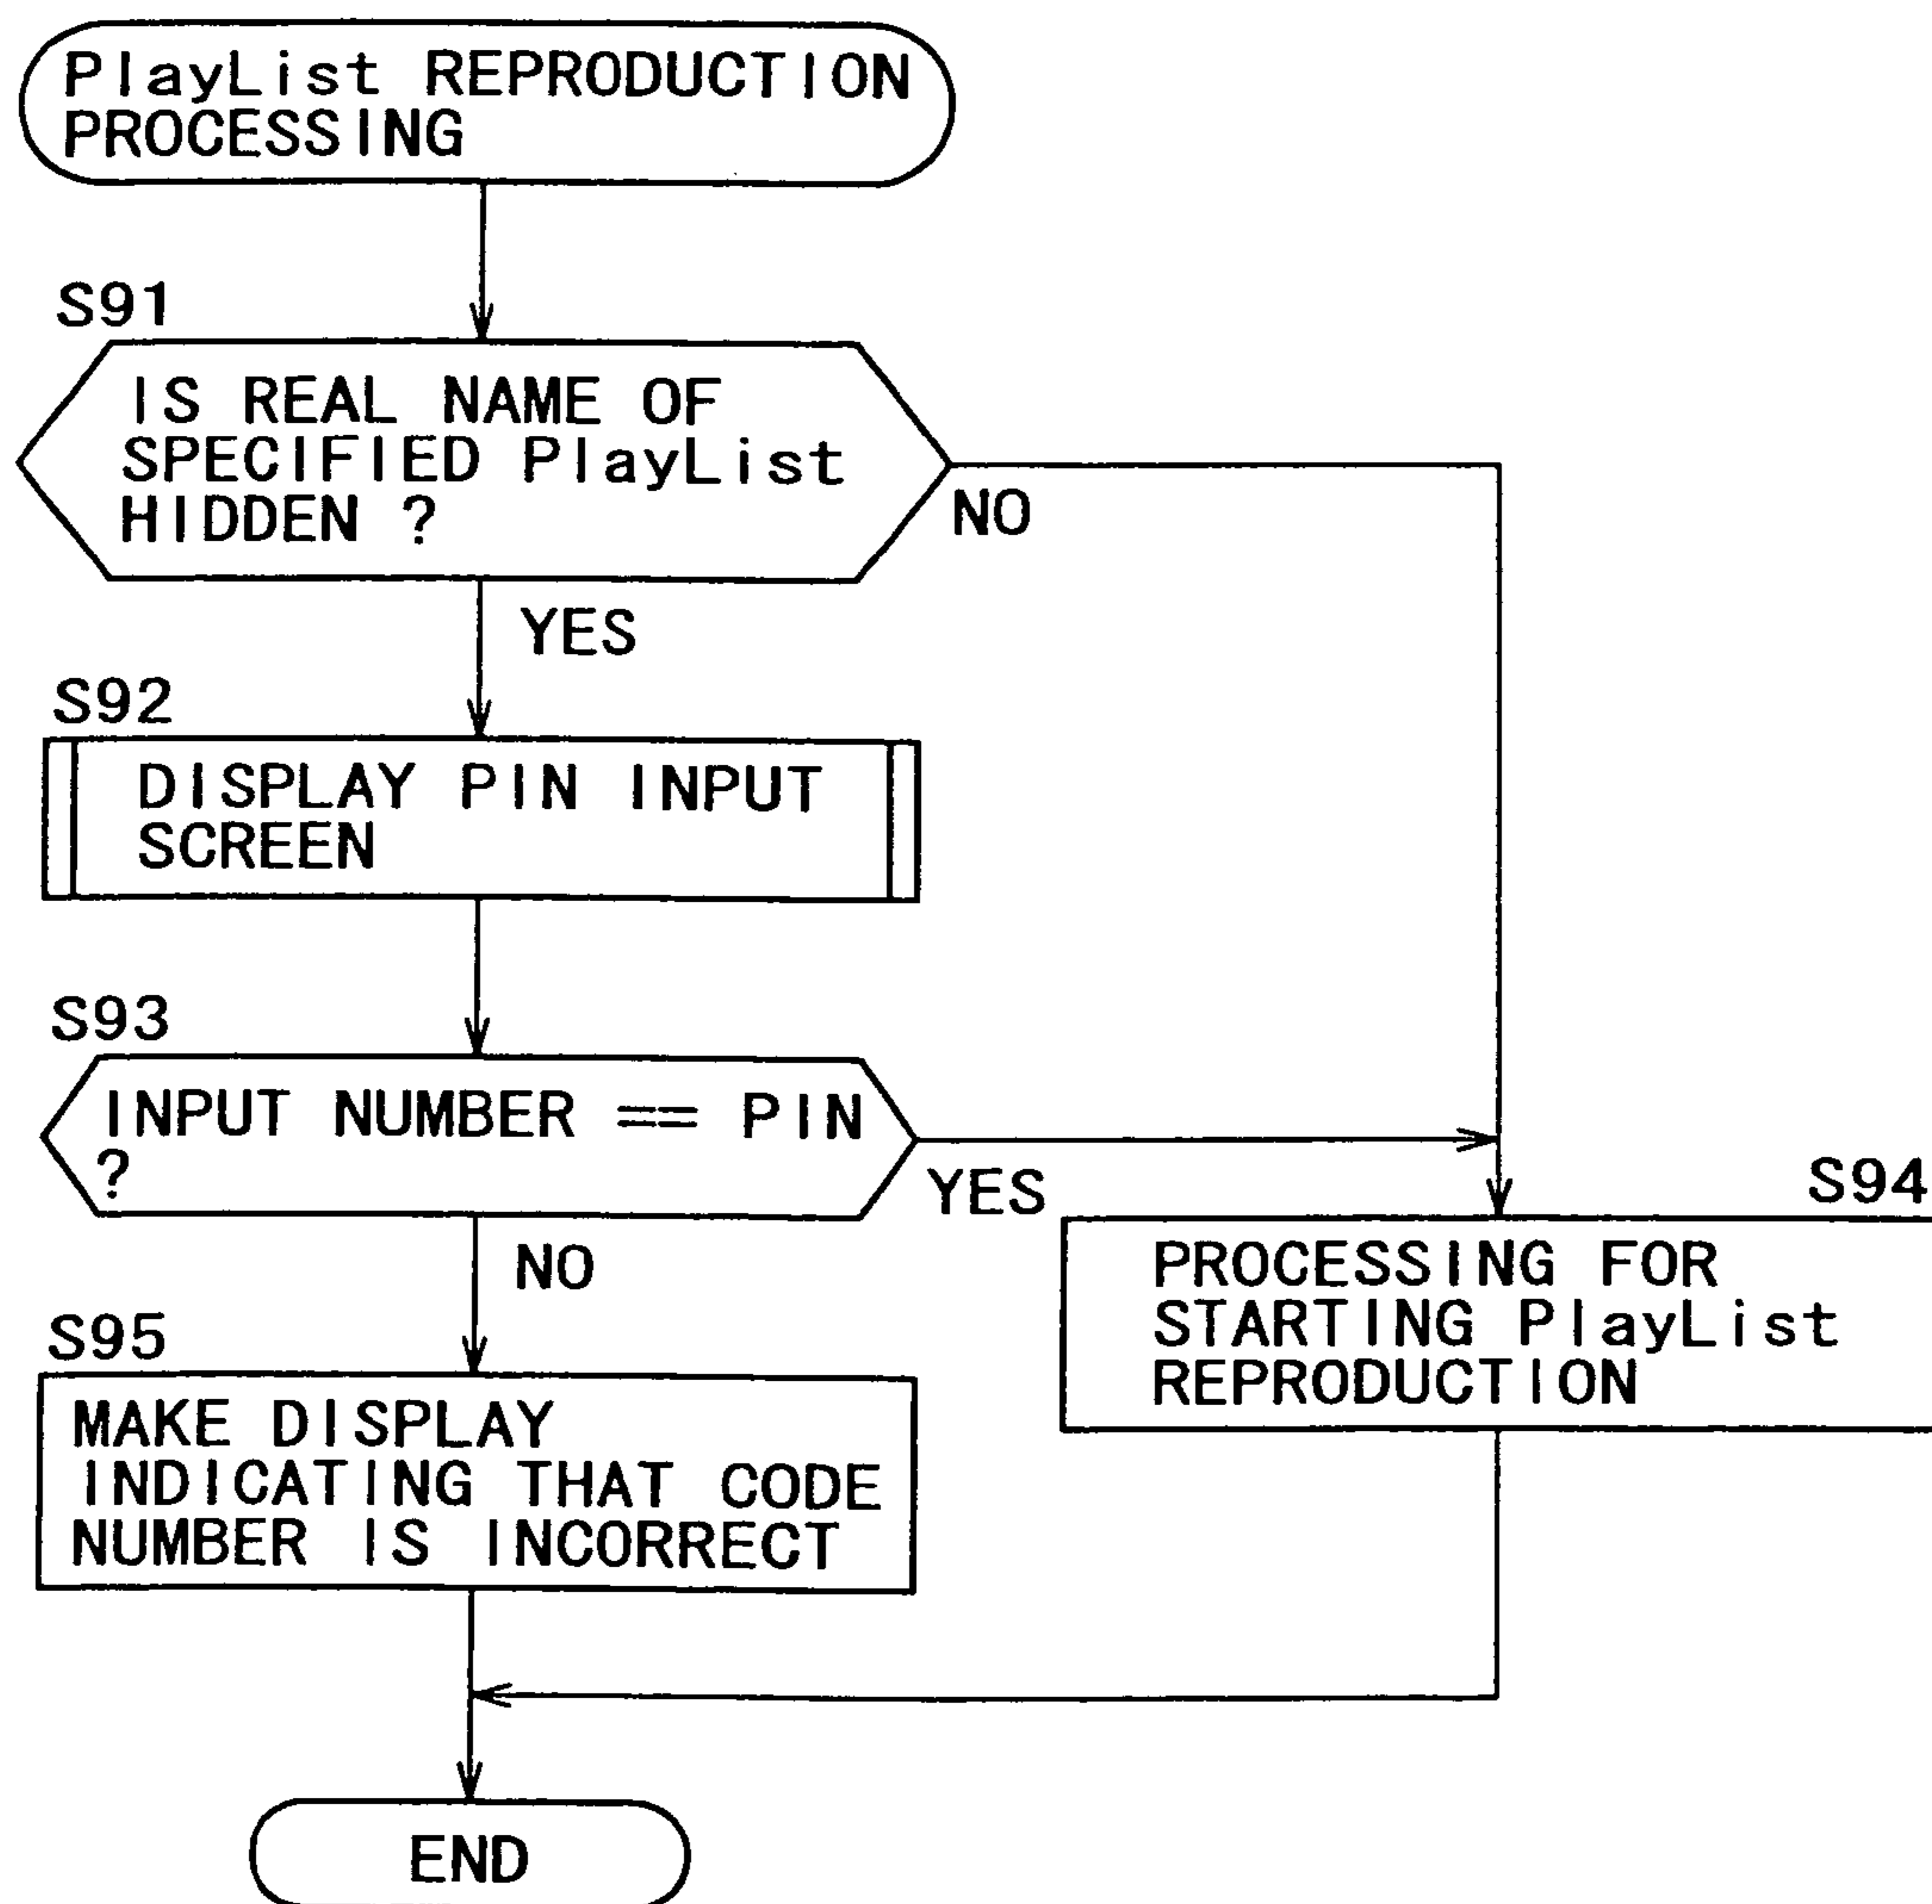 PlayList REPRODUCTION
PROCESSING
S91
IS REAL NAME OF
SPECIFIED PlayList
HIDDEN ?
NO
YES
S92
DISPLAY PIN INPUT
SCREEN
S93
INPUT NUMBER == PIN
?
YES
NO
S94
PROCESSING FOR
STARTING PlayList
REPRODUCTION
S95
MAKE DISPLAY
INDICATING THAT CODE
NUMBER IS INCORRECT
END